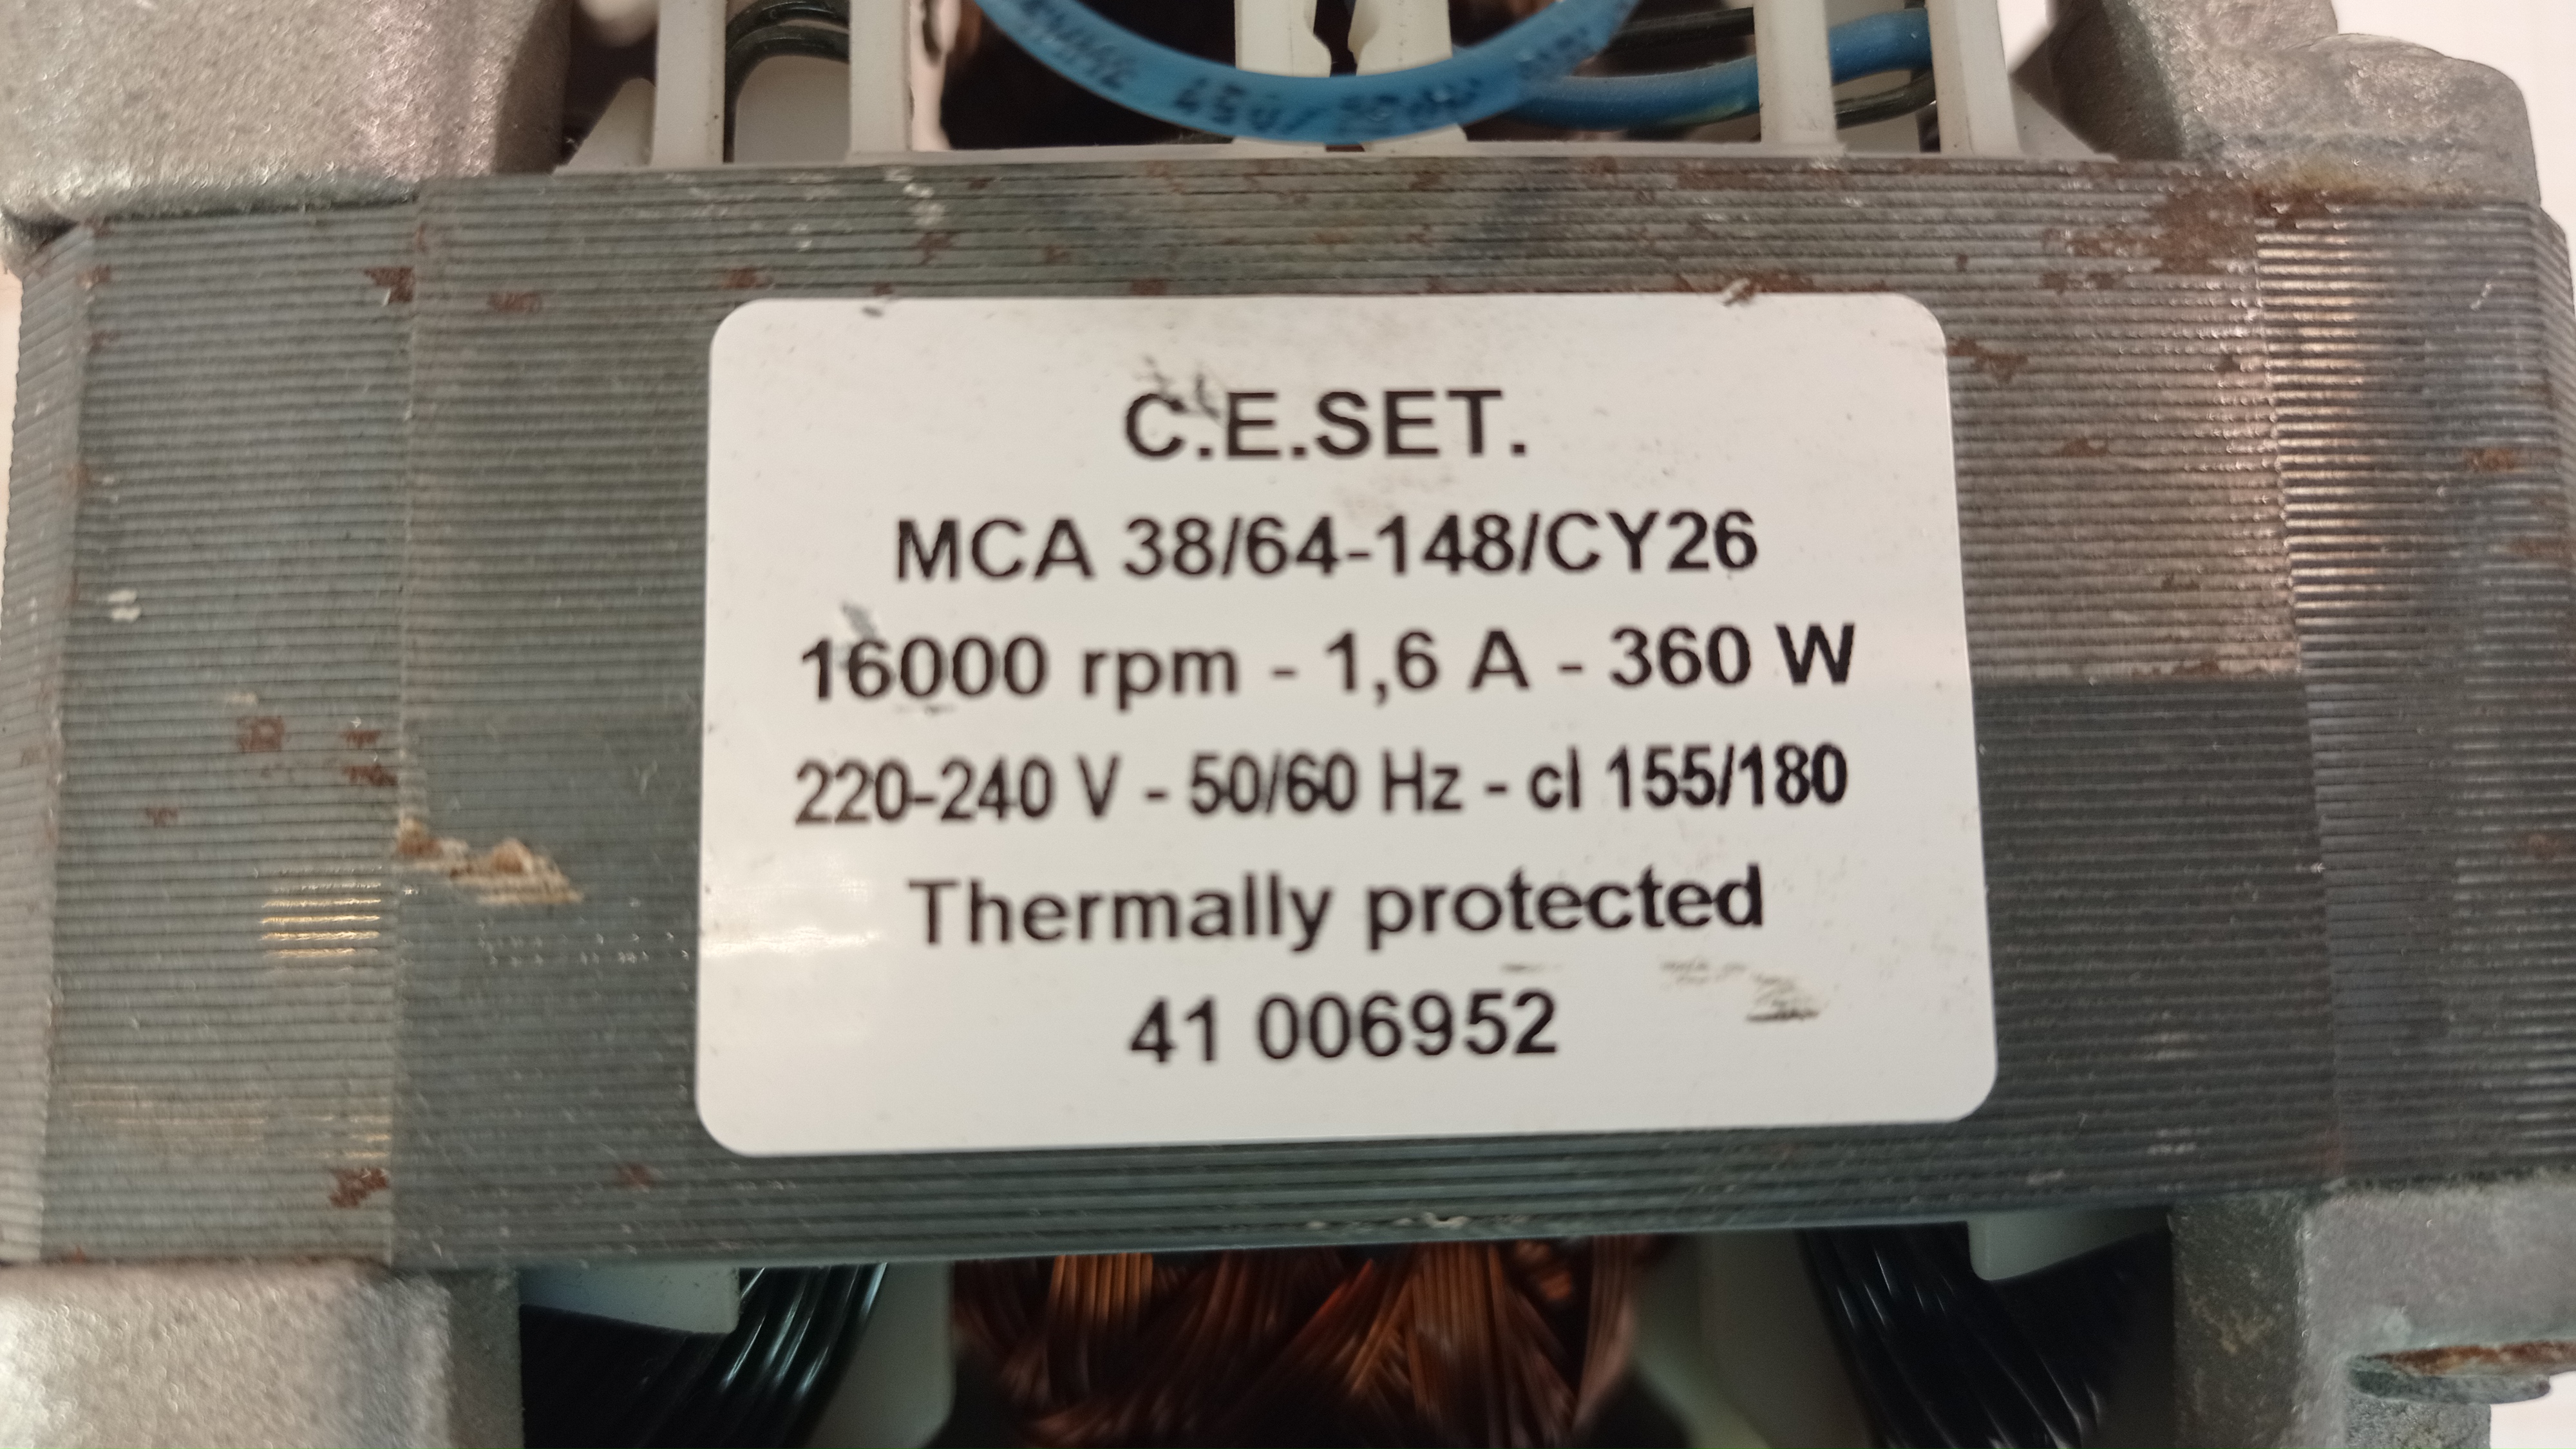 C.E.SET.
MCA 38/64-148/CY26
16000 rpm - 1,6 A - 360 W
220-240 V - 50/60 Hz - cl 155/180
Thermally protected
41 006952